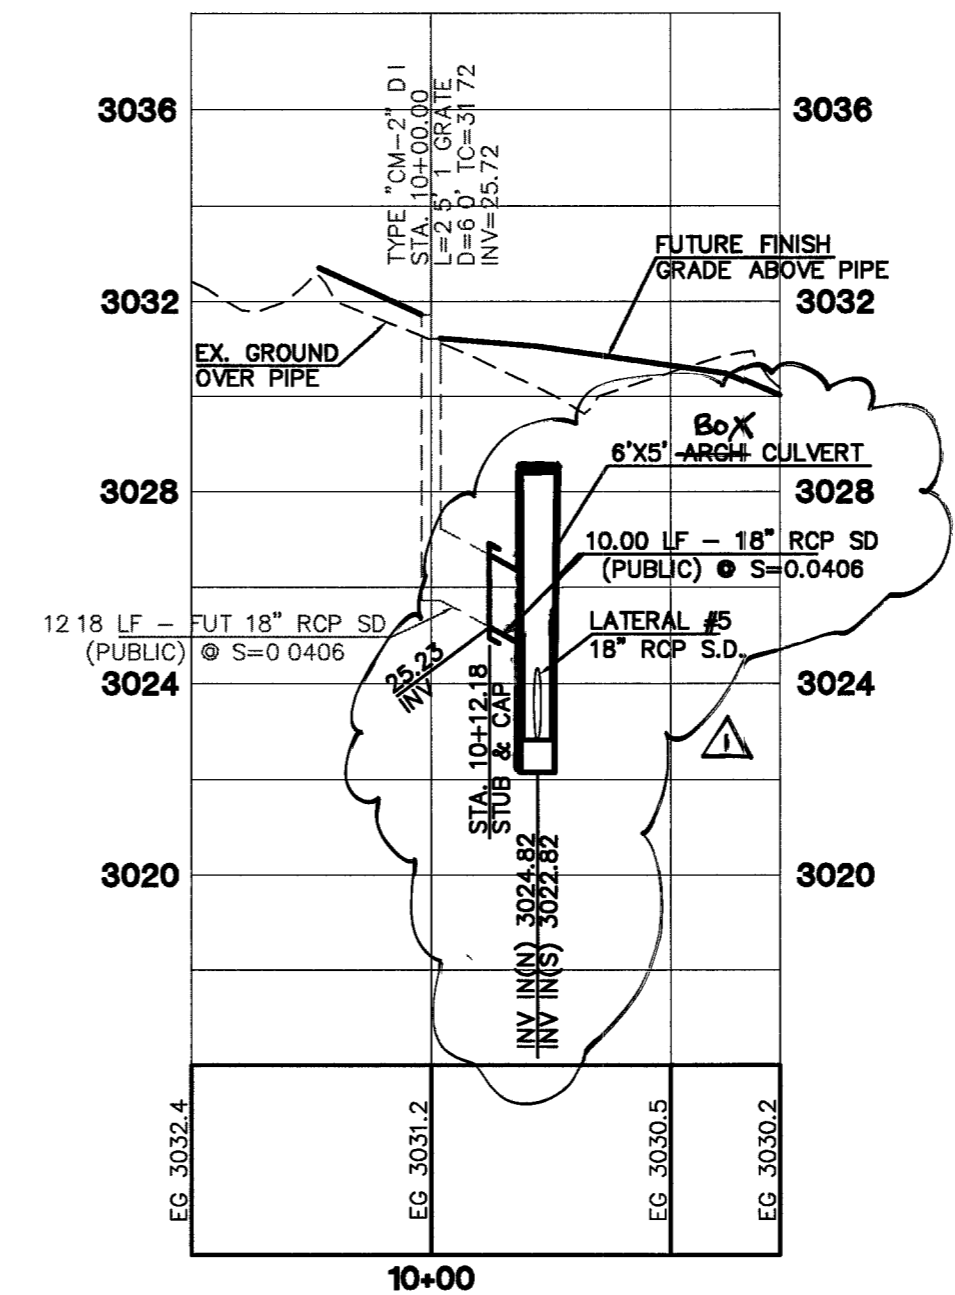 TYPE "CM-2" D I
STA. 10+00.00
L=2 5' 1 GRATE
D=6 0' TC=31 72
INV=25.72
3036
3036
FUTURE FINISH
GRADE ABOVE PIPE
3032
3032
EX. GROUND
OVER PIPE
BOX
6'X5' ARCH CULVERT
3028
3028
10.00 LF - 18" RCP SD
(PUBLIC) @ S=0.0406
12 18 LF - FUT 18" RCP SD
(PUBLIC) @ S=0 0406
LATERAL #5
18" RCP S.D.
25.23
INV
3024
3024
STA. 10+12.18
STUB & CAP
1
3020
3020
INV IN(N) 3024.82
INV IN(S) 3022.82
EG 3032.4
EG 3031.2
EG 3030.5
EG 3030.2
10+00